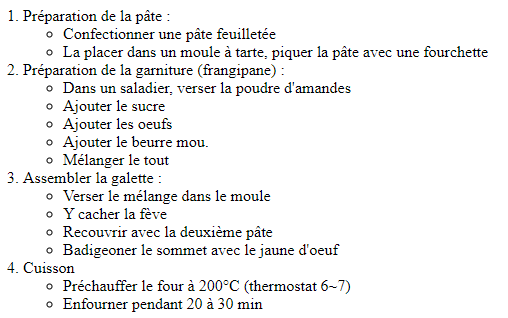 1. Préparation de la pâte :
○ Confectionner une pâte feuilletée
○ La placer dans un moule à tarte, piquer la pâte avec une fourchette
2. Préparation de la garniture (frangipane) :
○ Dans un saladier, verser la poudre d'amandes
○ Ajouter le sucre
○ Ajouter les oeufs
○ Ajouter le beurre mou.
○ Mélanger le tout
3. Assembler la galette :
○ Verser le mélange dans le moule
○ Y cacher la fève
○ Recouvrir avec la deuxième pâte
○ Badigeoner le sommet avec le jaune d'oeuf
4. Cuisson
○ Préchauffer le four à 200°C (thermostat 6~7)
○ Enfourner pendant 20 à 30 min